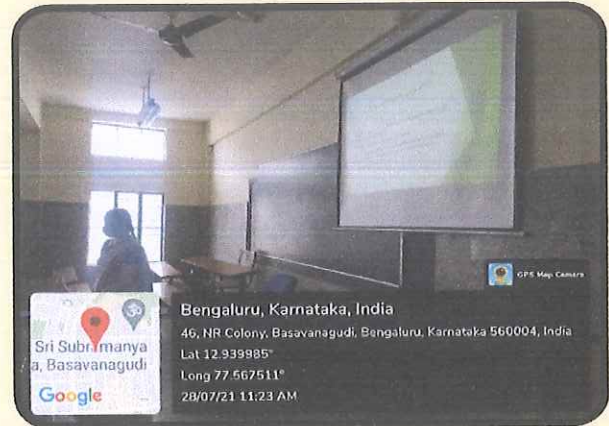 GPS Map Camera
Bengaluru, Karnataka, India
46, NR Colony, Basavanagudi, Bengaluru, Karnataka 560004, India
Lat 12.939985°
Long 77.567511°
28/07/21 11:23 AM
Sri Subramanya
a, Basavanagudi
Google